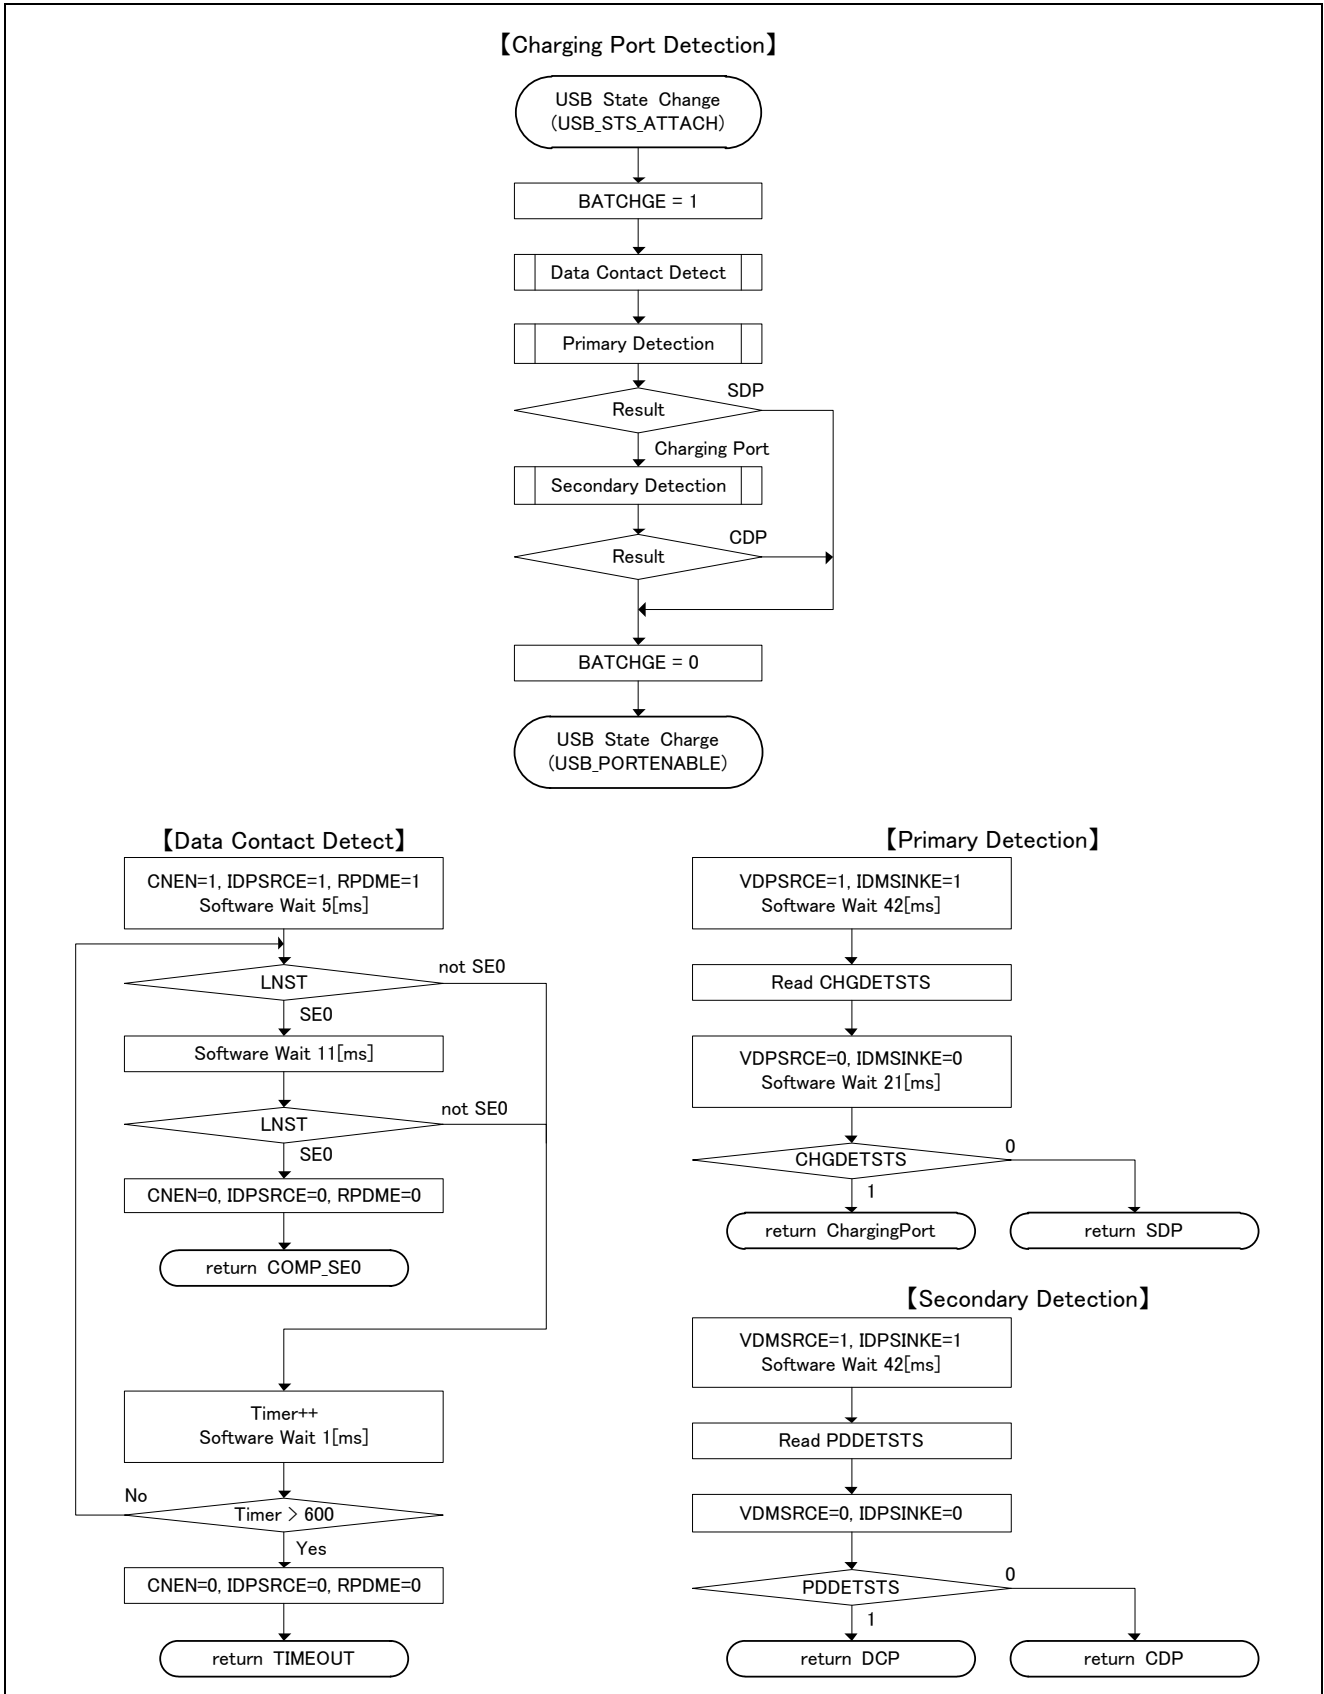 【Charging Port Detection】
USB State Change
(USB_STS_ATTACH)
BATCHGE = 1
Data Contact Detect
Primary Detection
SDP
Result
Charging Port
Secondary Detection
CDP
Result
BATCHGE = 0
USB State Charge
(USB_PORTENABLE)
【Data Contact Detect】
CNEN=1, IDPSRCE=1, RPDME=1
Software Wait 5[ms]
not SE0
LNST
SE0
Software Wait 11[ms]
not SE0
LNST
SE0
CNEN=0, IDPSRCE=0, RPDME=0
return COMP_SE0
Timer++
Software Wait 1[ms]
No
Timer > 600
Yes
CNEN=0, IDPSRCE=0, RPDME=0
return TIMEOUT
【Primary Detection】
VDPSRCE=1, IDMSINKE=1
Software Wait 42[ms]
Read CHGDETSTS
VDPSRCE=0, IDMSINKE=0
Software Wait 21[ms]
0
CHGDETSTS
1
return ChargingPort
return SDP
【Secondary Detection】
VDMSRCE=1, IDPSINKE=1
Software Wait 42[ms]
Read PDDETSTS
VDMSRCE=0, IDPSINKE=0
0
PDDETSTS
1
return DCP
return CDP